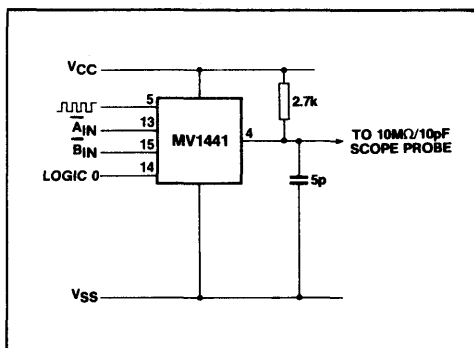 VCC
2.7k
5
A̅IN
13
B̅IN
15
LOGIC 0
14
MV1441
4
TO 10MΩ/10pF
SCOPE PROBE
5p
VSS